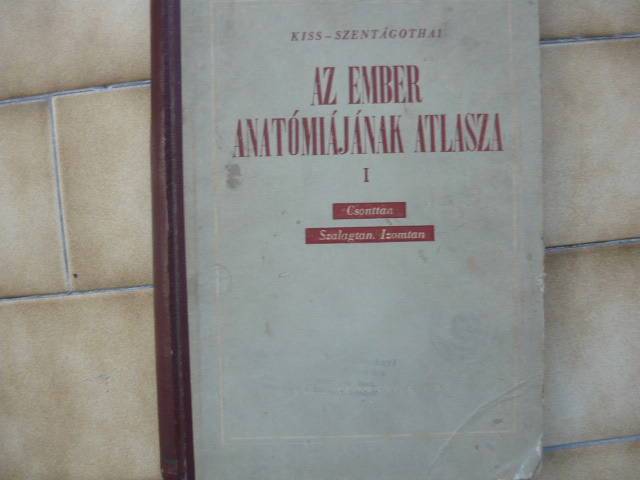 KISS–SZENTÁGOTHAI
AZ EMBER
ANATÓMIÁJÁNAK ATLASZA
I
Csonttan
Szalagtan. Izomtan